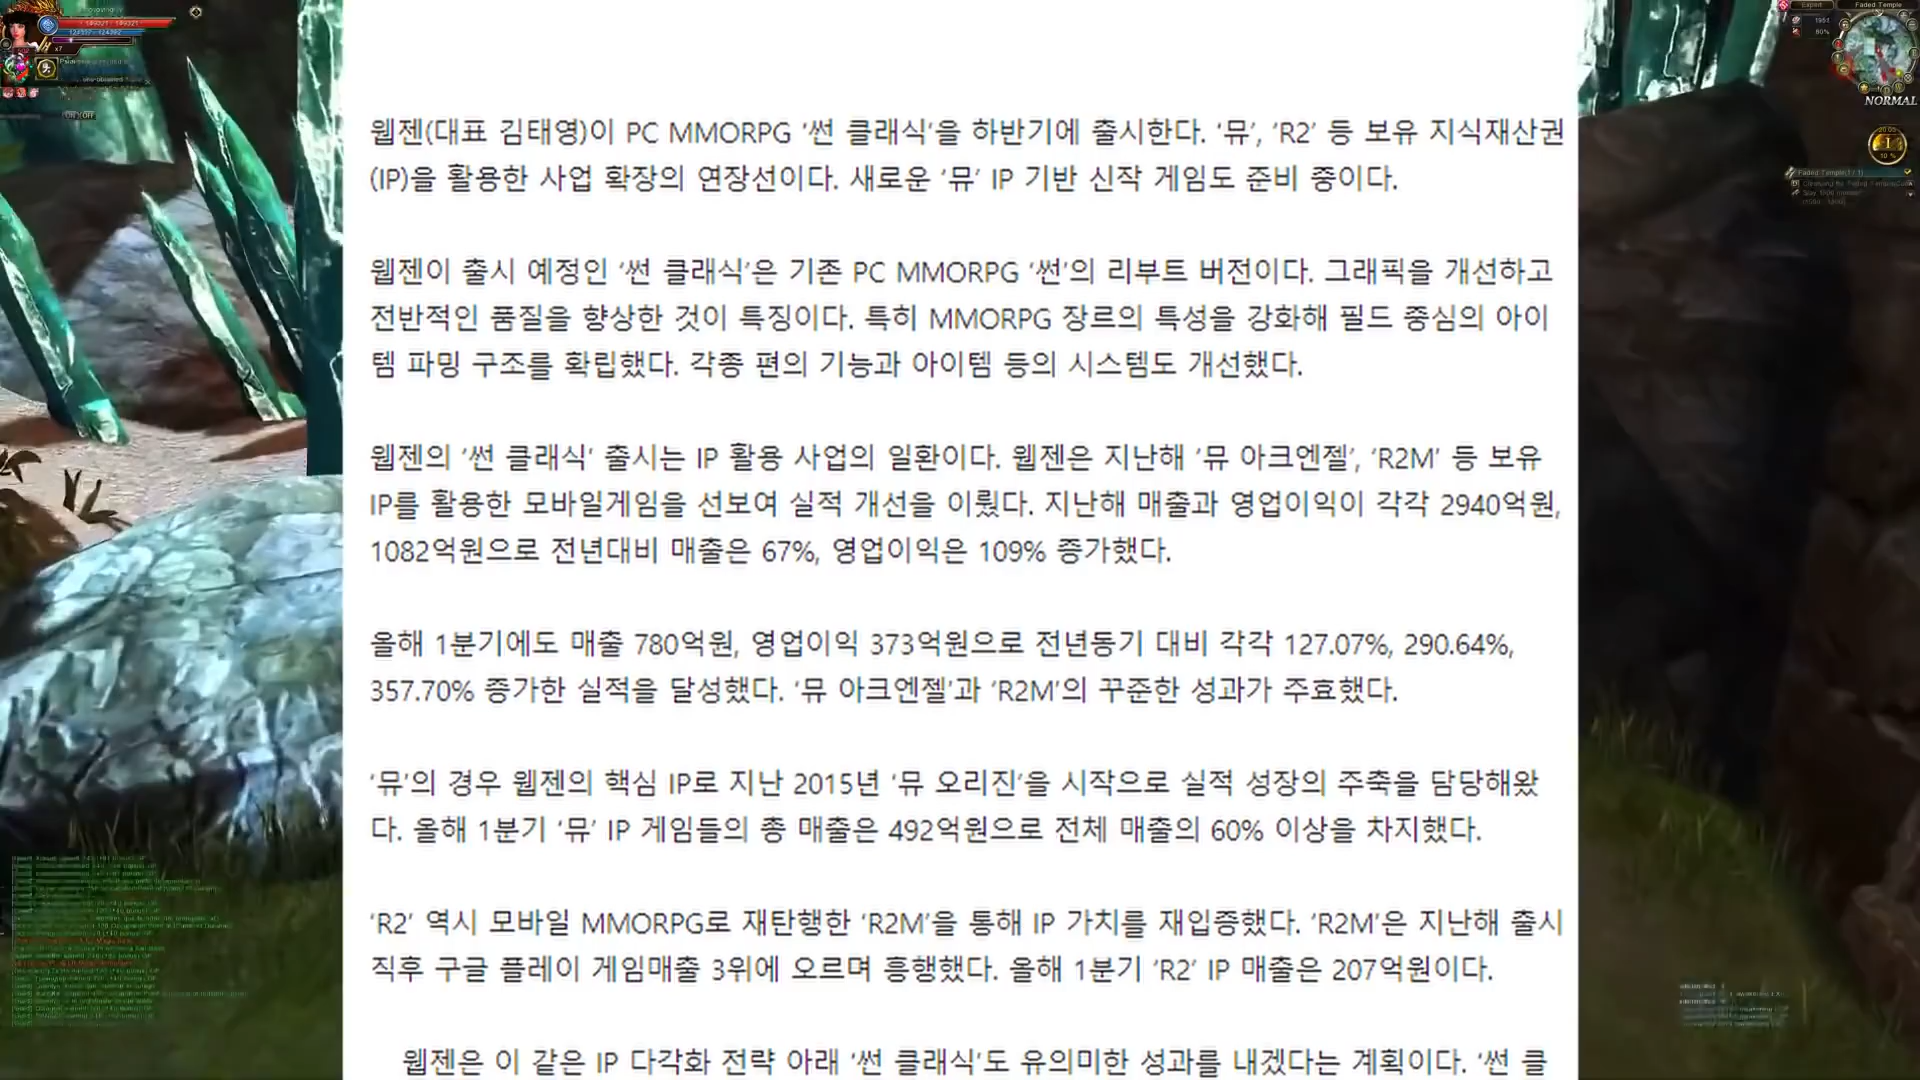 웹젠(대표 김태영)이 PC MMORPG ‘썬 클래식’을 하반기에 출시한다. ‘뮤’, ‘R2’ 등 보유 지식재산권
(IP)을 활용한 사업 확장의 연장선이다. 새로운 ‘뮤’ IP 기반 신작 게임도 준비 중이다.
웹젠이 출시 예정인 ‘썬 클래식’은 기존 PC MMORPG ‘썬’의 리부트 버전이다. 그래픽을 개선하고
전반적인 품질을 향상한 것이 특징이다. 특히 MMORPG 장르의 특성을 강화해 필드 중심의 아이
템 파밍 구조를 확립했다. 각종 편의 기능과 아이템 등의 시스템도 개선했다.
웹젠의 ‘썬 클래식’ 출시는 IP 활용 사업의 일환이다. 웹젠은 지난해 ‘뮤 아크엔젤’, ‘R2M’ 등 보유
IP를 활용한 모바일게임을 선보여 실적 개선을 이뤘다. 지난해 매출과 영업이익이 각각 2940억원,
1082억원으로 전년대비 매출은 67%, 영업이익은 109% 증가했다.
올해 1분기에도 매출 780억원, 영업이익 373억원으로 전년동기 대비 각각 127.07%, 290.64%,
357.70% 증가한 실적을 달성했다. ‘뮤 아크엔젤’과 ‘R2M’의 꾸준한 성과가 주효했다.
‘뮤’의 경우 웹젠의 핵심 IP로 지난 2015년 ‘뮤 오리진’을 시작으로 실적 성장의 주축을 담당해왔
다. 올해 1분기 ‘뮤’ IP 게임들의 총 매출은 492억원으로 전체 매출의 60% 이상을 차지했다.
‘R2’ 역시 모바일 MMORPG로 재탄행한 ‘R2M’을 통해 IP 가치를 재입증했다. ‘R2M’은 지난해 출시
직후 구글 플레이 게임매출 3위에 오르며 흥행했다. 올해 1분기 ‘R2’ IP 매출은 207억원이다.
웹젠은 이 같은 IP 다각화 전략 아래 ‘썬 클래식’도 유의미한 성과를 내겠다는 계획이다. ‘썬 클
Expert
Faded Temple
1951
80%
NORMAL
10 %
x7